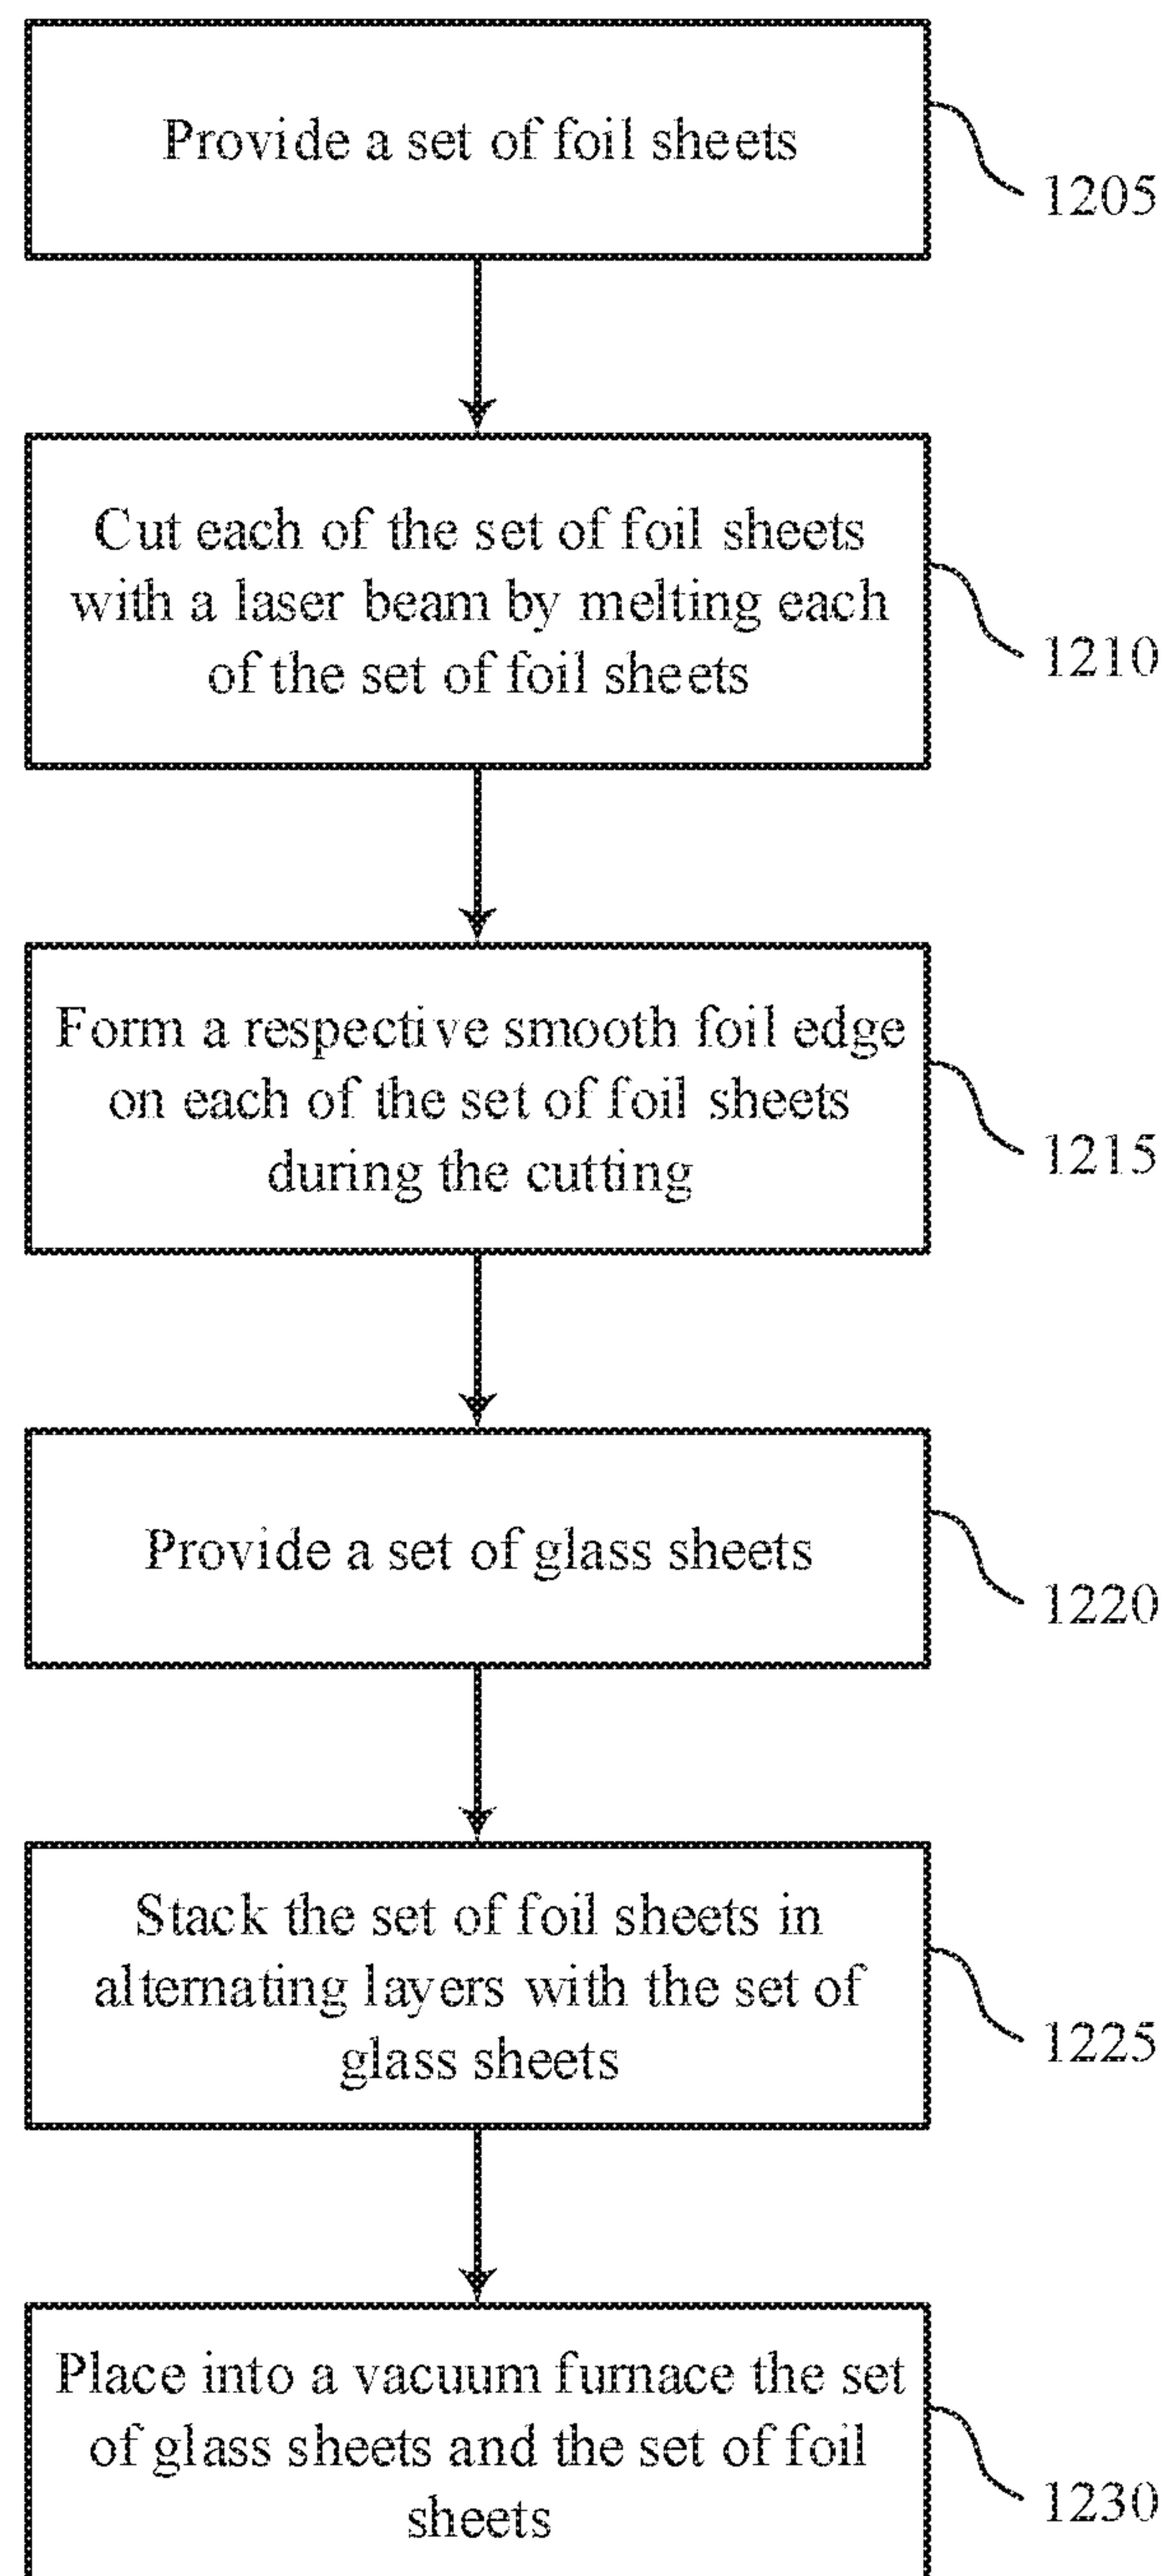 Provide a set of foil sheets
1205
Cut each of the set of foil sheets
with a laser beam by melting each
of the set of foil sheets
1210
Form a respective smooth foil edge
on each of the set of foil sheets
during the cutting
1215
Provide a set of glass sheets
1220
Stack the set of foil sheets in
alternating layers with the set of
glass sheets
1225
Place into a vacuum furnace the set
of glass sheets and the set of foil
sheets
1230